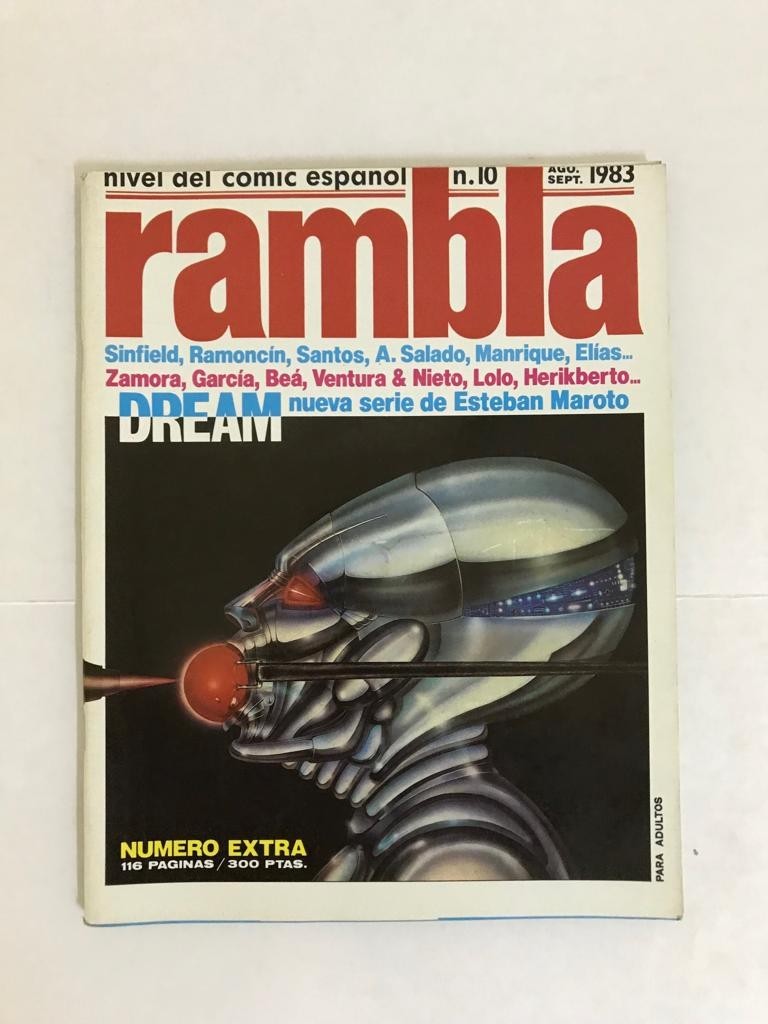 nivel del comic español n.10 AGO. SEPT. 1983
rambla
Sinfield, Ramoncín, Santos, A. Salado, Manrique, Elías...
Zamora, García, Beá, Ventura & Nieto, Lolo, Herikberto...
DREAM nueva serie de Esteban Maroto
NUMERO EXTRA
116 PAGINAS / 300 PTAS.
PARA ADULTOS